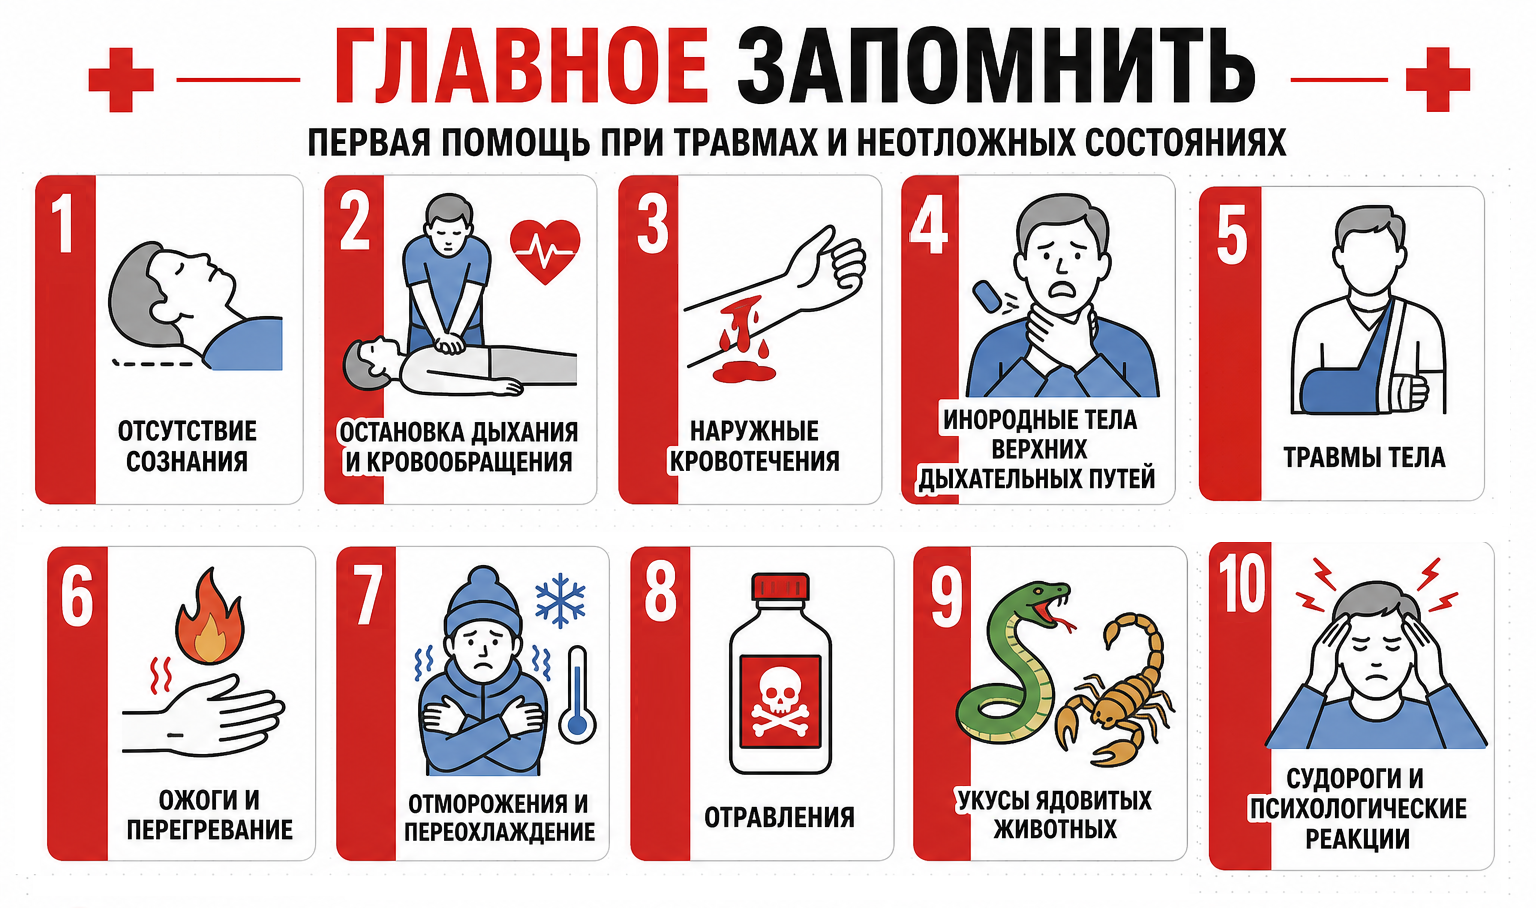 ГЛАВНОЕ ЗАПОМНИТЬ
ПЕРВАЯ ПОМОЩЬ ПРИ ТРАВМАХ И НЕОТЛОЖНЫХ СОСТОЯНИЯХ
1
ОТСУТСТВИЕ
СОЗНАНИЯ
2
ОСТАНОВКА ДЫХАНИЯ
И КРОВООБРАЩЕНИЯ
3
НАРУЖНЫЕ
КРОВОТЕЧЕНИЯ
4
ИНОРОДНЫЕ ТЕЛА
ВЕРХНИХ
ДЫХАТЕЛЬНЫХ ПУТЕЙ
5
ТРАВМЫ ТЕЛА
6
ОЖОГИ И
ПЕРЕГРЕВАНИЕ
7
ОТМОРОЖЕНИЯ И
ПЕРЕОХЛАЖДЕНИЕ
8
ОТРАВЛЕНИЯ
9
УКУСЫ ЯДОВИТЫХ
ЖИВОТНЫХ
10
СУДОРОГИ И
ПСИХОЛОГИЧЕСКИЕ
РЕАКЦИИ